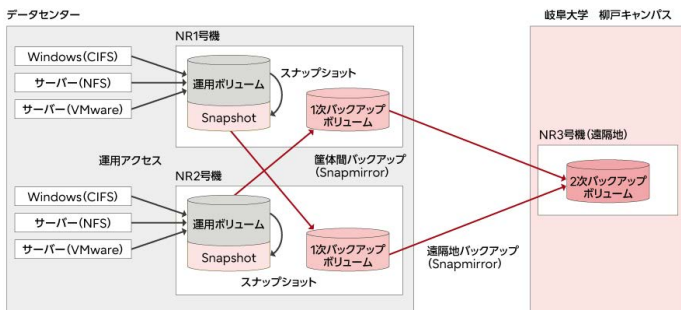 データセンター
岐阜大学 柳戸キャンパス
NR1号機
Windows(CIFS)
サーバー(NFS)
サーバー(VMware)
運用ボリューム
Snapshot
スナップショット
1次バックアップ
ボリューム
運用アクセス
筐体間バックアップ
(Snapmirror)
NR2号機
Windows(CIFS)
サーバー(NFS)
サーバー(VMware)
運用ボリューム
Snapshot
スナップショット
1次バックアップ
ボリューム
遠隔地バックアップ
(Snapmirror)
NR3号機(遠隔地)
2次バックアップ
ボリューム